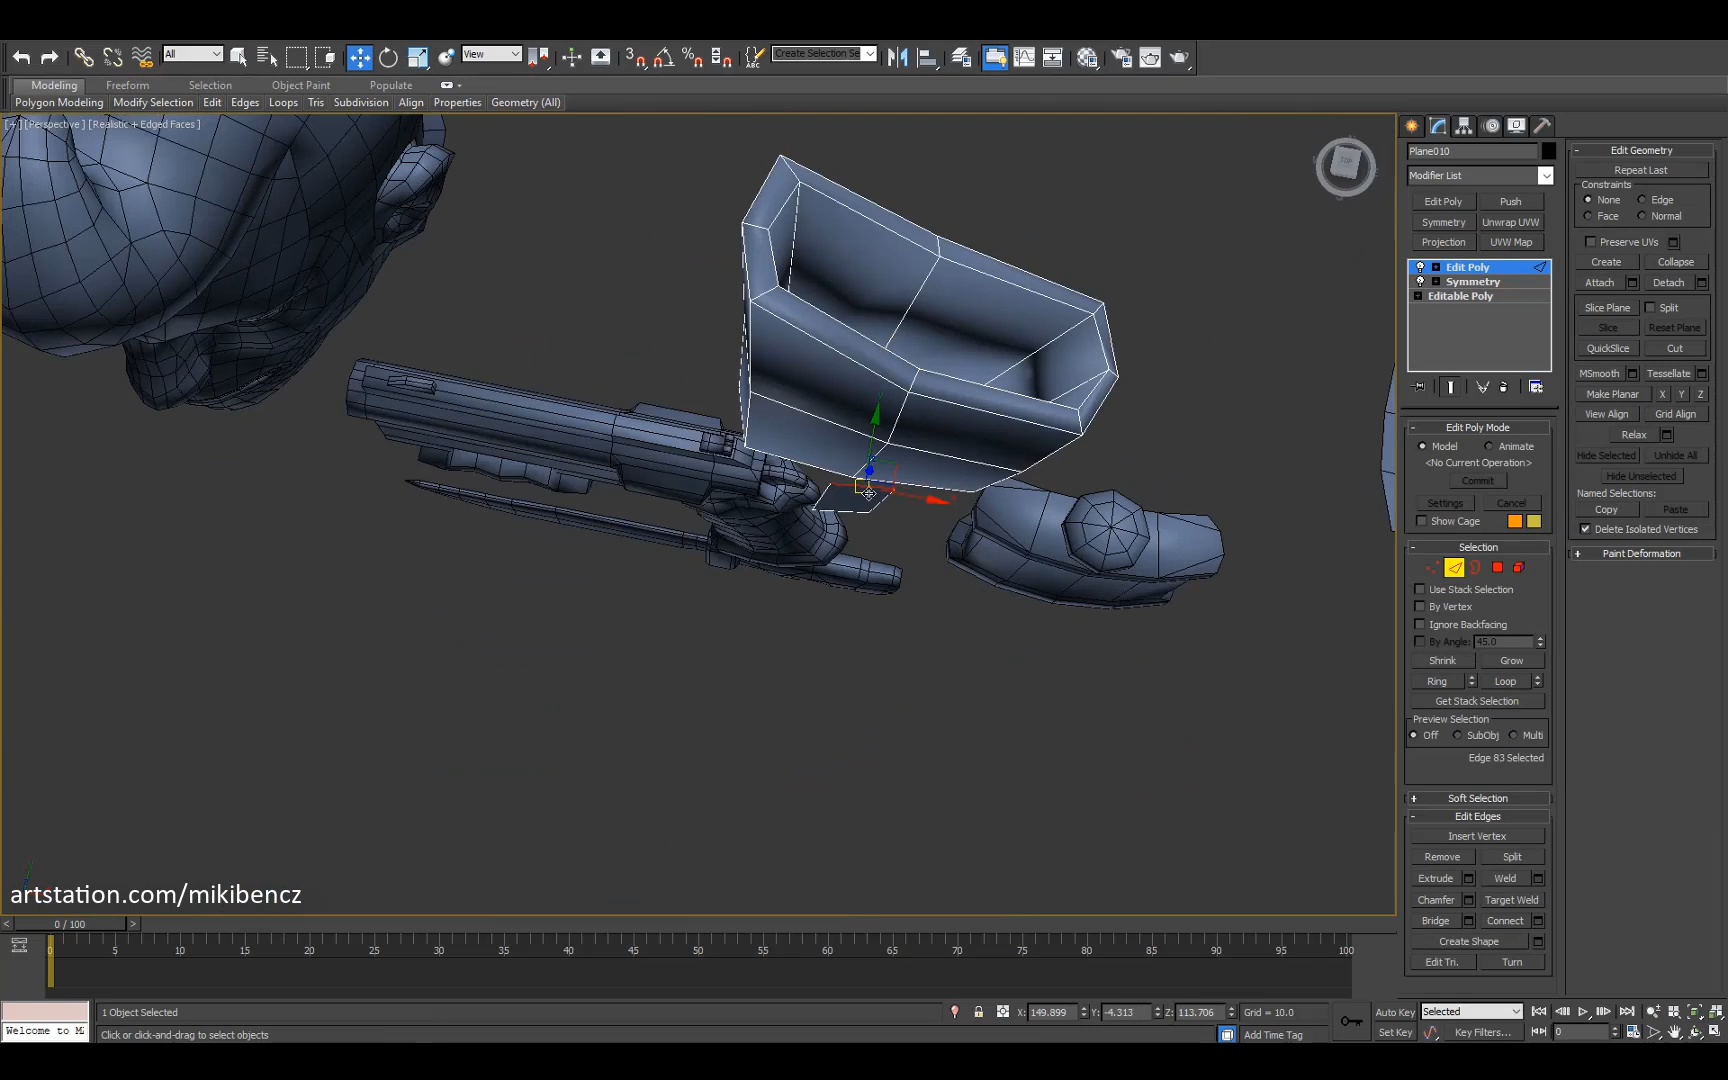 All
View
3
Create Selection Se
Modeling
Freeform
Selection
Object Paint
Populate
Polygon Modeling
Modify Selection
Edit
Edges
Loops
Tris
Subdivision
Align
Properties
Geometry (All)
[+] [Perspective] [Realistic + Edged Faces]
TOP
Plane010
Modifier List
Edit Poly
Push
Symmetry
Unwrap UVW
Projection
UVW Map
Edit Poly
Symmetry
Editable Poly
Edit Poly Mode
Model
Animate
<No Current Operation>
Commit
Settings
Cancel
Show Cage
Selection
Use Stack Selection
By Vertex
Ignore Backfacing
By Angle: 45.0
Shrink
Grow
Ring
Loop
Get Stack Selection
Preview Selection
Off
SubObj
Multi
Edge 83 Selected
Soft Selection
Edit Edges
Insert Vertex
Remove
Split
Extrude
Weld
Chamfer
Target Weld
Bridge
Connect
Create Shape
Edit Tri.
Turn
Edit Geometry
Repeat Last
Constraints
None
Edge
Face
Normal
Preserve UVs
Create
Collapse
Attach
Detach
Slice Plane
Split
Slice
Reset Plane
QuickSlice
Cut
MSmooth
Tessellate
Make Planar
X
Y
Z
View Align
Grid Align
Relax
Hide Selected
Unhide All
Hide Unselected
Named Selections:
Copy
Paste
Delete Isolated Vertices
Paint Deformation
artstation.com/mikibencz
< 0 / 100 >
0 5 10 15 20 25 30 35 40 45 50 55 60 65 70 75 80 85 90 95 100
1 Object Selected
X: 149.899
Y: -4.313
Z: 113.706
Grid = 10.0
Auto Key
Selected
Welcome to M
Click or click-and-drag to select objects
Add Time Tag
Set Key
Key Filters...
0